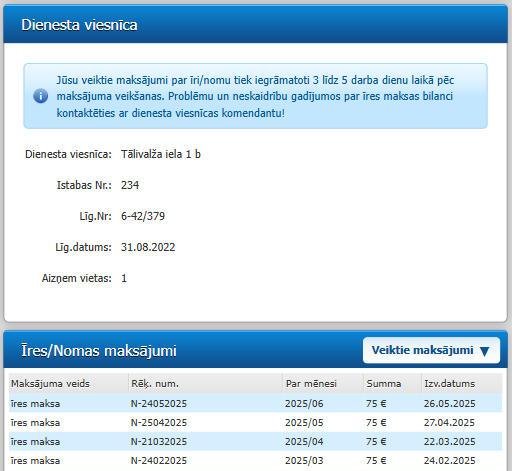 Dienesta viesnīca
Jūsu veiktie maksājumi par īri/nomu tiek iegrāmatoti 3 līdz 5 darba dienu laikā pēc
maksājuma veikšanas. Problēmu un neskaidrību gadījumos par īres maksas bilanci
kontaktēties ar dienesta viesnīcas komendantu!
Dienesta viesnīca: Tālivalža iela 1 b
Istabas Nr.: 234
Līg.Nr: 6-42/379
Līg.datums: 31.08.2022
Aizņem vietas: 1
Īres/Nomas maksājumi
Veiktie maksājumi ▼
Maksājuma veids Rēķ. num. Par mēnesi Summa Izv.datums
īres maksa N-24052025 2025/06 75 € 26.05.2025
īres maksa N-25042025 2025/05 75 € 27.04.2025
īres maksa N-21032025 2025/04 75 € 22.03.2025
īres maksa N-24022025 2025/03 75 € 24.02.2025